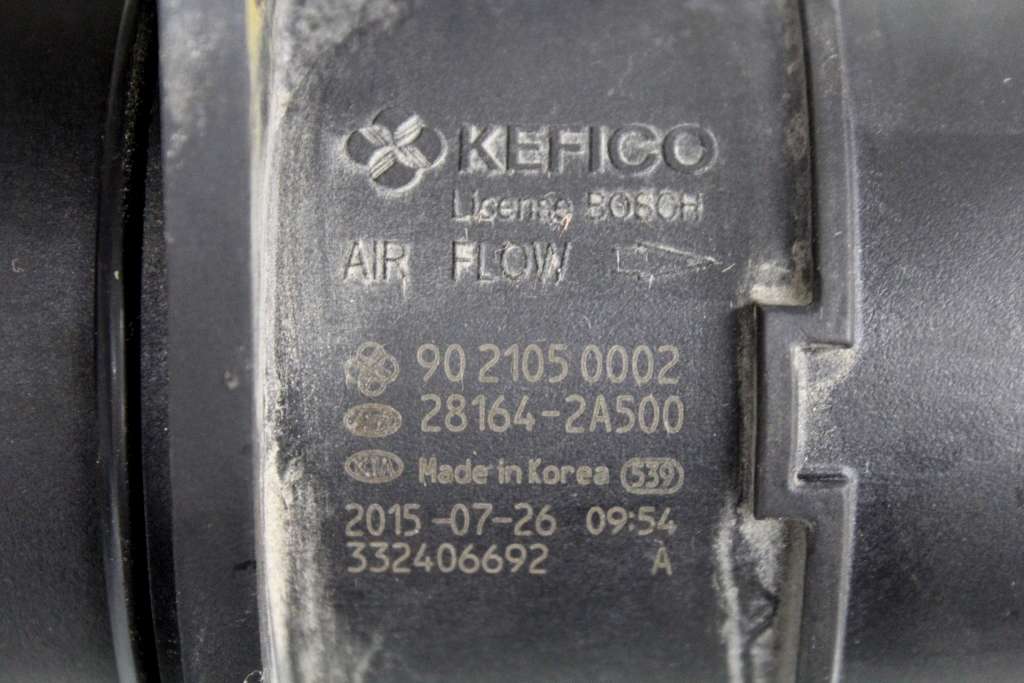 KEFICO
License BOSCH
AIR FLOW
90 2105 0002
28164-2A500
KIA Made in Korea 539
2015-07-26 09:54
332406692 A